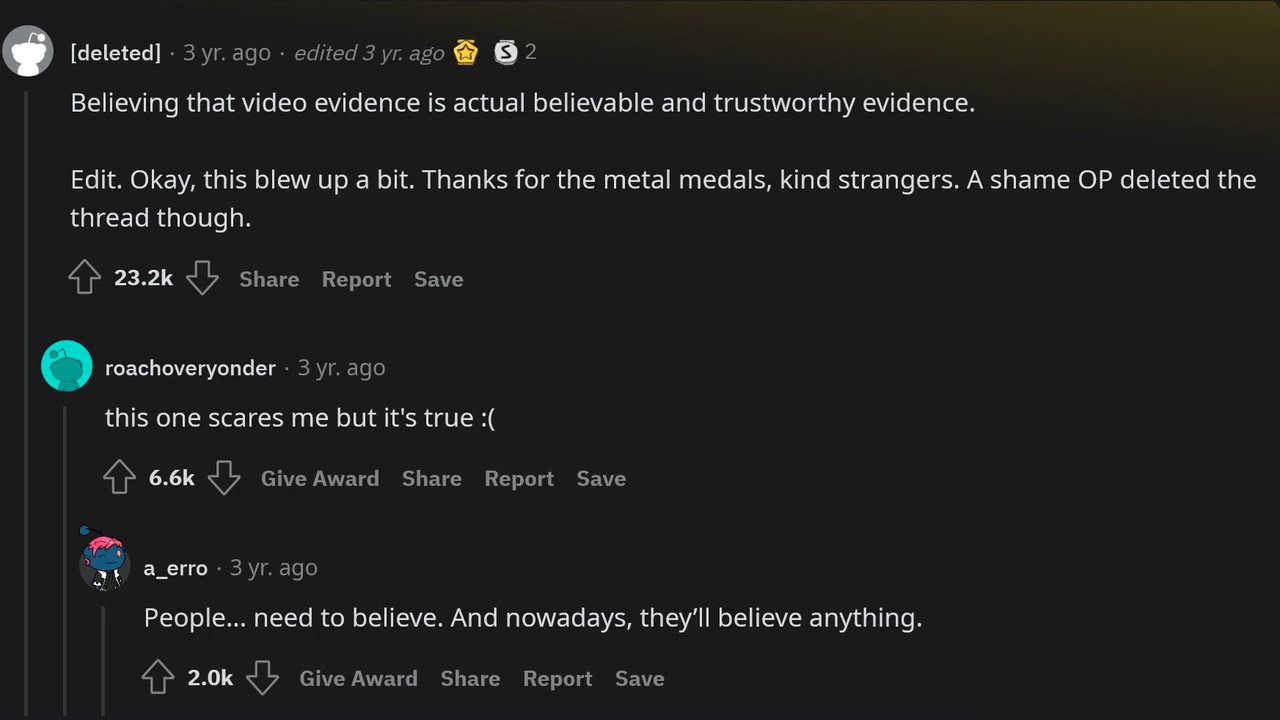 [deleted] · 3 yr. ago · edited 3 yr. ago 2
Believing that video evidence is actual believable and trustworthy evidence.
Edit. Okay, this blew up a bit. Thanks for the metal medals, kind strangers. A shame OP deleted the
thread though.
23.2k Share Report Save
roachoveryonder · 3 yr. ago
this one scares me but it's true :(
6.6k Give Award Share Report Save
a_erro · 3 yr. ago
People... need to believe. And nowadays, they’ll believe anything.
2.0k Give Award Share Report Save